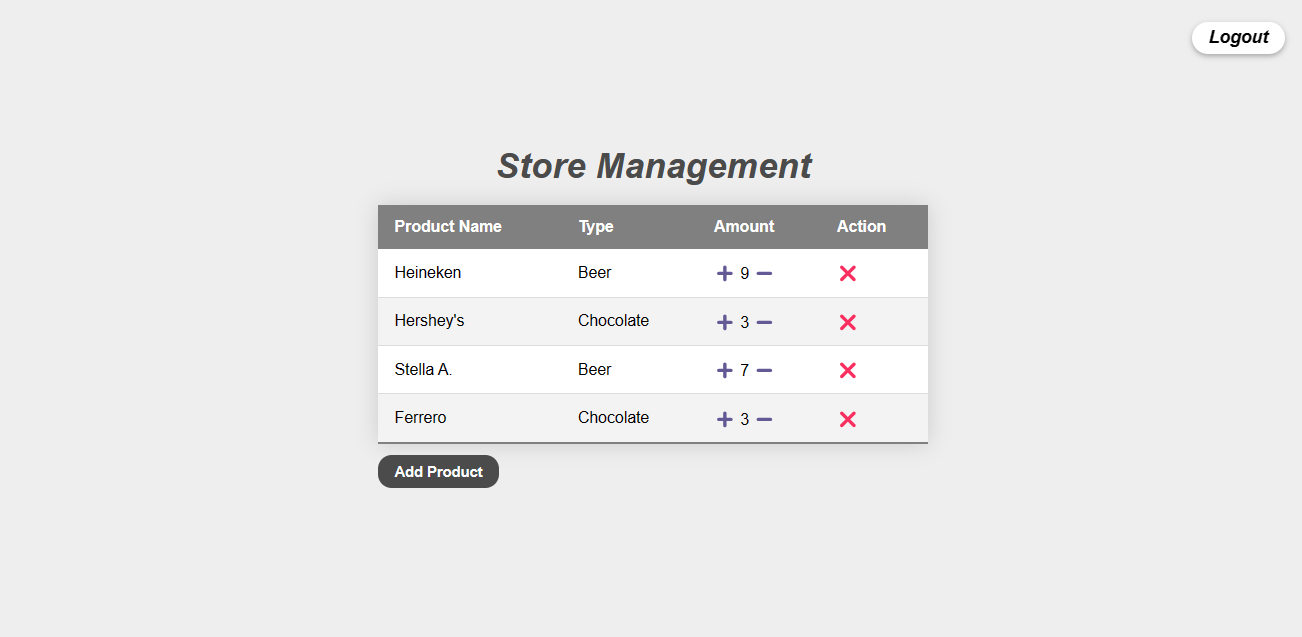 Logout
Store Management
Product Name Type Amount Action
Heineken Beer 9
Hershey's Chocolate 3
Stella A. Beer 7
Ferrero Chocolate 3
Add Product